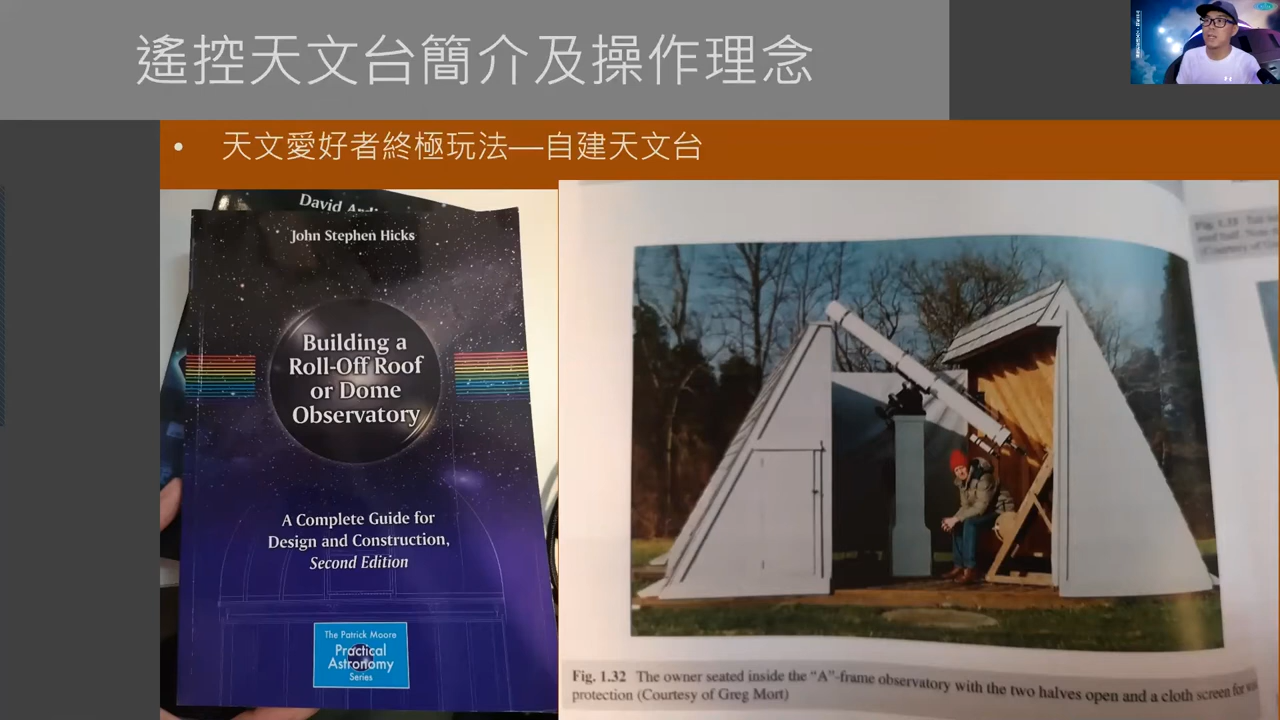 遙控天文台簡介及操作理念
• 天文愛好者終極玩法—自建天文台
David
John Stephen Hicks
Building a
Roll-Off Roof
or Dome
Observatory
A Complete Guide for
Design and Construction,
Second Edition
The Patrick Moore
Practical
Astronomy
Series
Fig. 1.32 The owner seated inside the “A”-frame observatory with the two halves open and a cloth screen for
protection (Courtesy of Greg Mort)